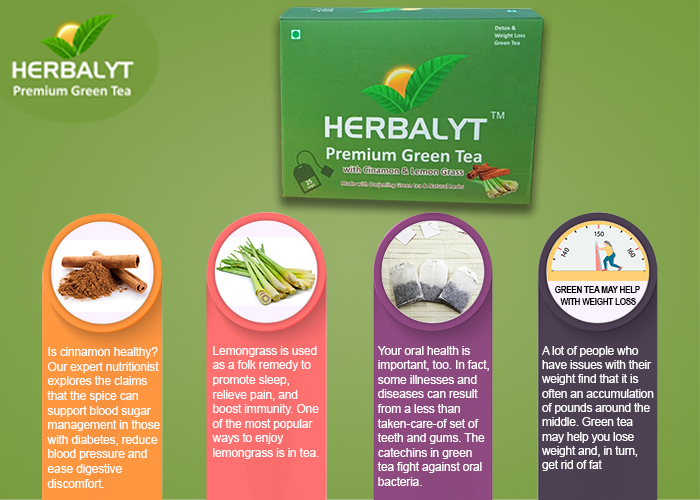 HERBALYT
Premium Green Tea
Detox &
Weight Loss
Green Tea
HERBALYT™
Premium Green Tea
with Cinamon & Lemon Grass
25
Made with Darjeeling Green tea & Natural herbs
140 150 160
GREEN TEA MAY HELP
WITH WEIGHT LOSS
Is cinnamon healthy?
Our expert nutritionist
explores the claims
that the spice can
support blood sugar
management in those
with diabetes, reduce
blood pressure and
ease digestive
discomfort.
Lemongrass is used
as a folk remedy to
promote sleep,
relieve pain, and
boost immunity. One
of the most popular
ways to enjoy
lemongrass is in tea.
Your oral health is
important, too. In fact,
some illnesses and
diseases can result
from a less than
taken-care-of set of
teeth and gums. The
catechins in green
tea fight against oral
bacteria.
A lot of people who
have issues with their
weight find that it is
often an accumulation
of pounds around the
middle. Green tea
may help you lose
weight and, in turn,
get rid of fat